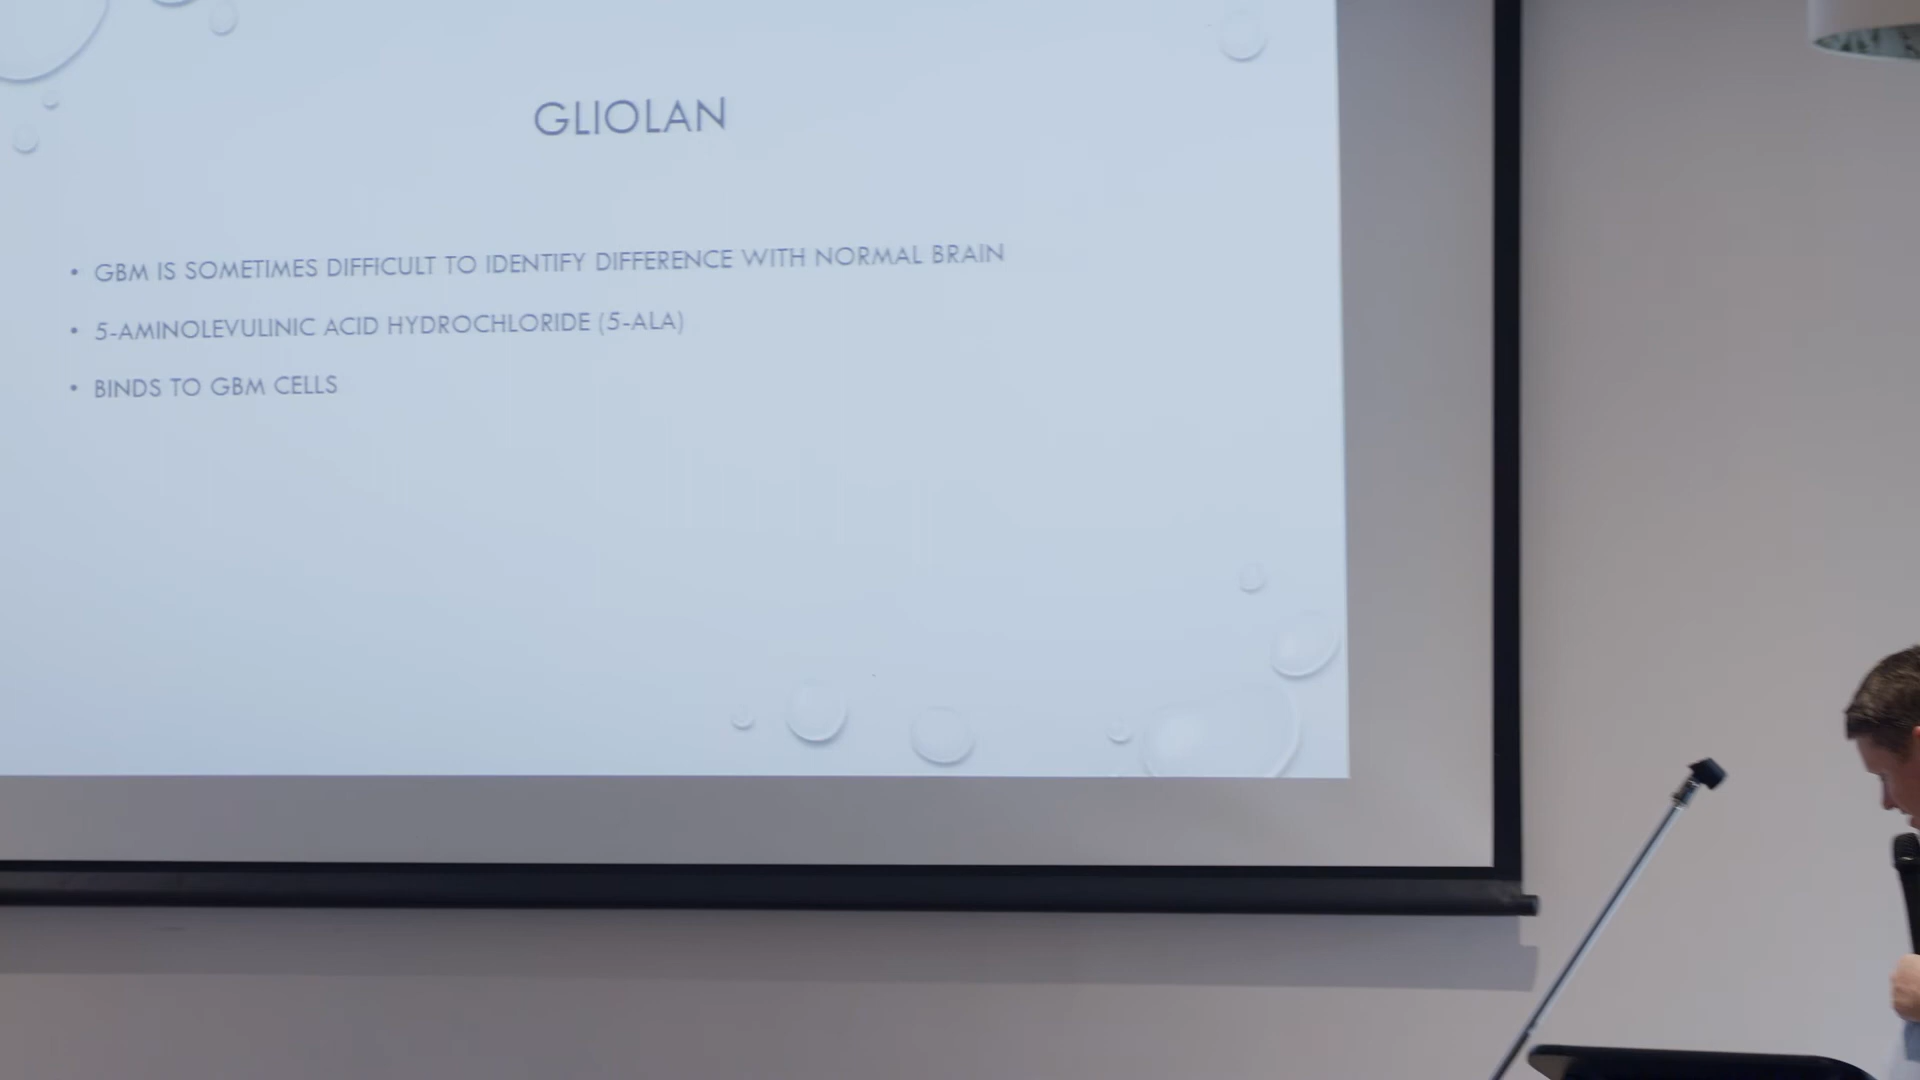 GLIOLAN
• GBM IS SOMETIMES DIFFICULT TO IDENTIFY DIFFERENCE WITH NORMAL BRAIN
• 5-AMINOLEVULINIC ACID HYDROCHLORIDE (5-ALA)
• BINDS TO GBM CELLS